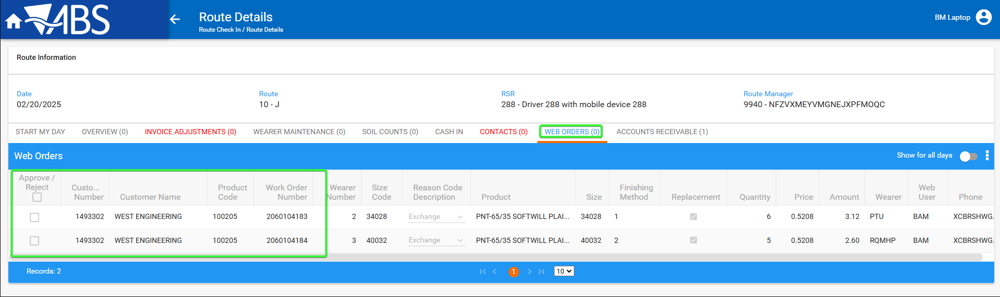 ABS
Route Details
Route Check In / Route Details
BM Laptop
Route Information
Date
Route
RSR
Route Manager
02/20/2025
10 - J
288 - Driver 288 with mobile device 288
9940 - NFZVXMEYVMGNEJXPFMOQC
START MY DAY OVERVIEW (0) INVOICE ADJUSTMENTS (0) WEARER MAINTENANCE (0) SOIL COUNTS (0) CASH IN CONTACTS (0) WEB ORDERS (0) ACCOUNTS RECEIVABLE (1)
Web Orders
Show for all days
Approve / Reject Custo... Number Customer Name Product Code Work Order Number Wearer Number Size Code Reason Code Description Product Size Finishing Method Replacement Quantity Price Amount Wearer Web User Phone
1493302 WEST ENGINEERING 100205 2060104183 2 34028 Exchange PNT-65/35 SOFTWILL PLAI... 34028 1 6 0.5208 3.12 PTU BAM XCBRSHWG.
1493302 WEST ENGINEERING 100205 2060104184 3 40032 Exchange PNT-65/35 SOFTWILL PLAI... 40032 2 5 0.5208 2.60 RQMHP BAM XCBRSHWG.
Records: 2
1
10